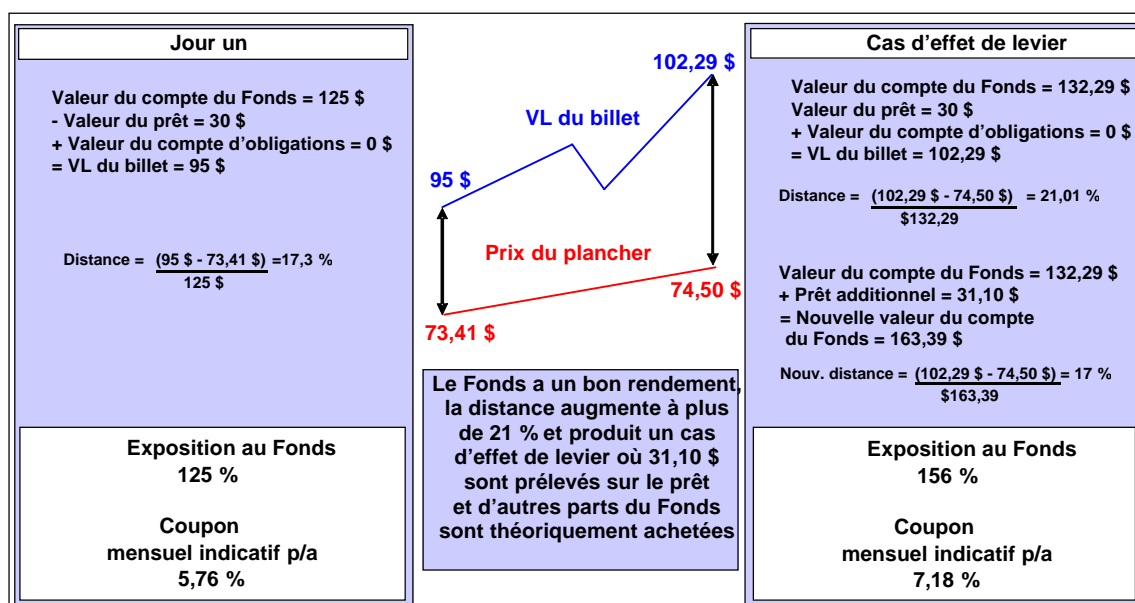 Jour un
Valeur du compte du Fonds = 125 $
- Valeur du prêt = 30 $
+ Valeur du compte d'obligations = 0 $
= VL du billet = 95 $
Distance = (95 $ - 73,41 $) =17,3 %
125 $
Exposition au Fonds
125 %
Coupon
mensuel indicatif p/a
5,76 %
102,29 $
VL du billet
95 $
Prix du plancher
74,50 $
73,41 $
Le Fonds a un bon rendement,
la distance augmente à plus
de 21 % et produit un cas
d'effet de levier où 31,10 $
sont prélevés sur le prêt
et d'autres parts du Fonds
sont théoriquement achetées
Cas d'effet de levier
Valeur du compte du Fonds = 132,29 $
Valeur du prêt = 30 $
+ Valeur du compte d'obligations = 0 $
= VL du billet = 102,29 $
Distance = (102,29 $ - 74,50 $) = 21,01 %
$132,29
Valeur du compte du Fonds = 132,29 $
+ Prêt additionnel = 31,10 $
= Nouvelle valeur du compte
du Fonds = 163,39 $
Nouv. distance = (102,29 $ - 74,50 $) = 17 %
$163,39
Exposition au Fonds
156 %
Coupon
mensuel indicatif p/a
7,18 %